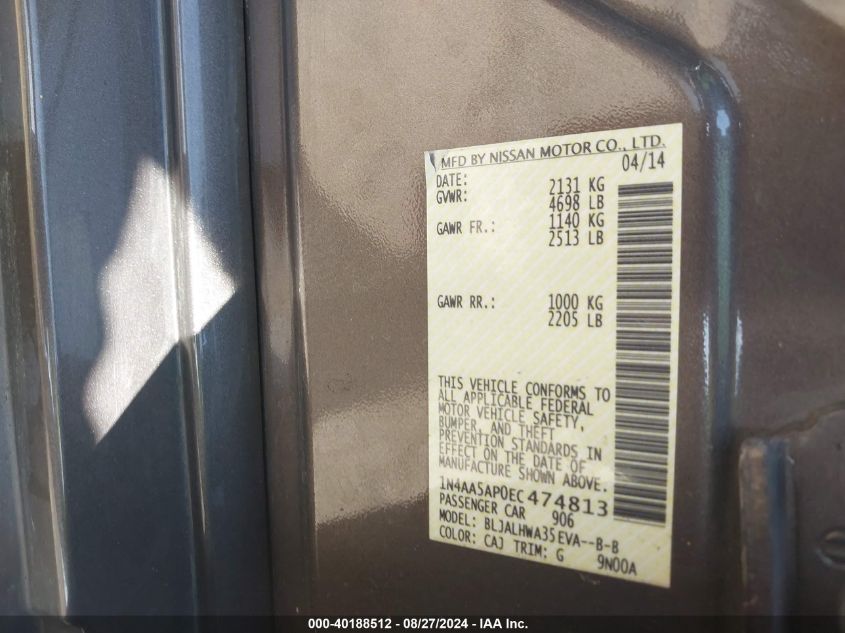 MFD BY NISSAN MOTOR CO., LTD.
DATE: 04/14
GVWR: 2131 KG
4698 LB
GAWR FR.: 1140 KG
2513 LB
GAWR RR.: 1000 KG
2205 LB
THIS VEHICLE CONFORMS TO
ALL APPLICABLE FEDERAL
MOTOR VEHICLE SAFETY,
BUMPER, AND THEFT
PREVENTION STANDARDS IN
EFFECT ON THE DATE OF
MANUFACTURE SHOWN ABOVE.
1N4AA5AP0EC474813
PASSENGER CAR 906
MODEL: BLJALHWA35EVA--B-B
COLOR: CAJ TRIM: G 9N00A
000-40188512 - 08/27/2024 - IAA Inc.